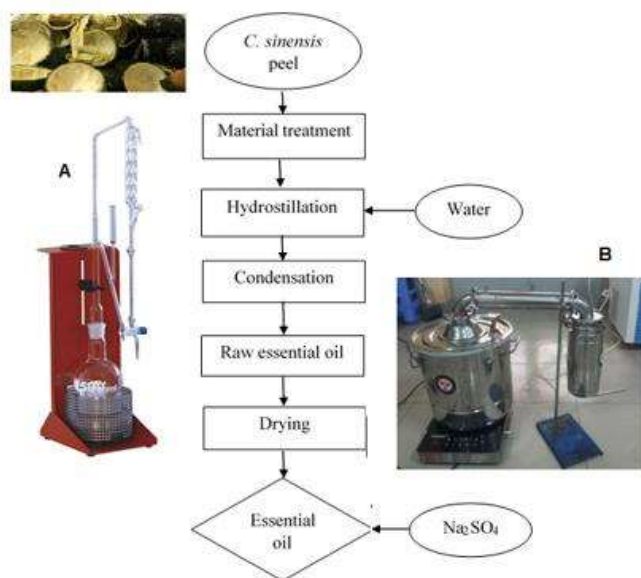 C. sinensis
peel
Material treatment
A
Hydrostillation
Water
B
Condensation
Raw essential oil
Drying
Essential
oil
Na₂SO₄